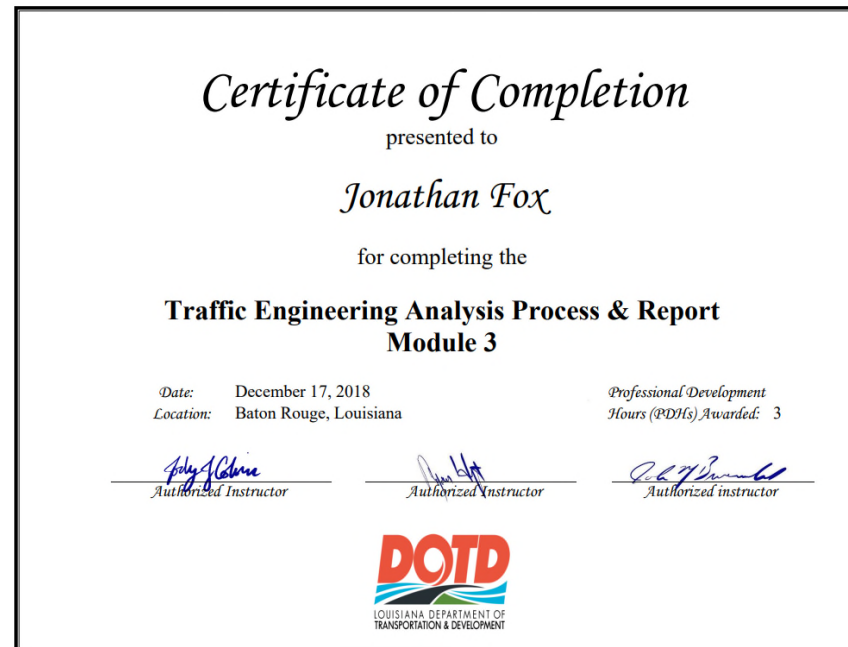 Certificate of Completion
presented to
Jonathan Fox
for completing the
Traffic Engineering Analysis Process & Report
Module 3
Date: December 17, 2018
Location: Baton Rouge, Louisiana
Professional Development
Hours (PDHs) Awarded: 3
Authorized Instructor
Authorized Instructor
Authorized instructor
DOTD
LOUISIANA DEPARTMENT OF
TRANSPORTATION & DEVELOPMENT